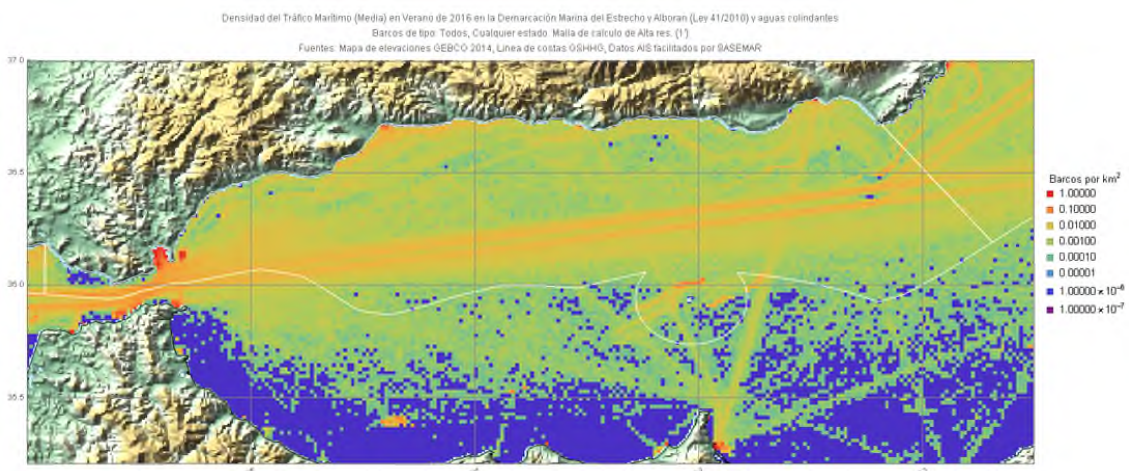 Densidad del Tráfico Marítimo (Media) en Verano de 2016 en la Demarcación Marina del Estrecho y Alboran (Ley 41/2010) y aguas colindantes
Barcos de tipo: Todos, Cualquier estado. Malla de calculo de Alta res. (1')
Fuentes: Mapa de elevaciones GEBCO 2014, Linea de costas GSHHG, Datos AIS facilitados por SASEMAR
37.0
36.5
36.0
35.5
Barcos por km²
1.00000
0.10000
0.01000
0.00100
0.00010
0.00001
1.00000 × 10⁻⁶
1.00000 × 10⁻⁷